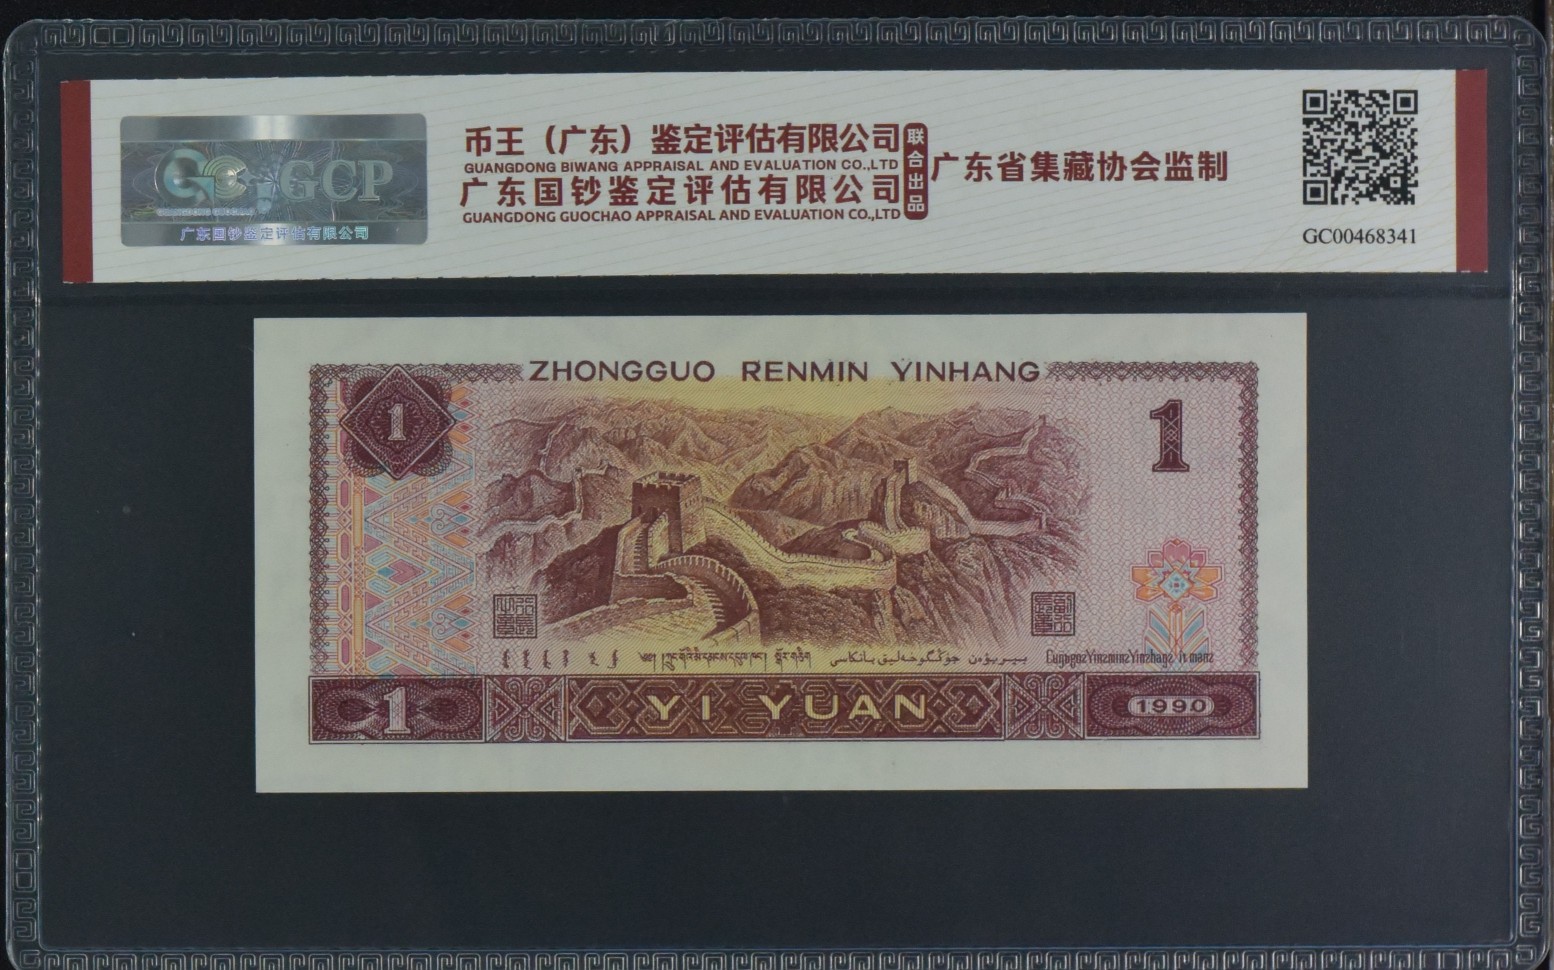 GCP
广东国钞鉴定评估有限公司
币王（广东）鉴定评估有限公司
GUANGDONG BIWANG APPRAISAL AND EVALUATION CO.,LTD
广东国钞鉴定评估有限公司
GUANGDONG GUOCHAO APPRAISAL AND EVALUATION CO.,LTD
联合出品
广东省集藏协会监制
GC00468341
ZHONGGUO RENMIN YINHANG
1
1
1
YI YUAN
1990